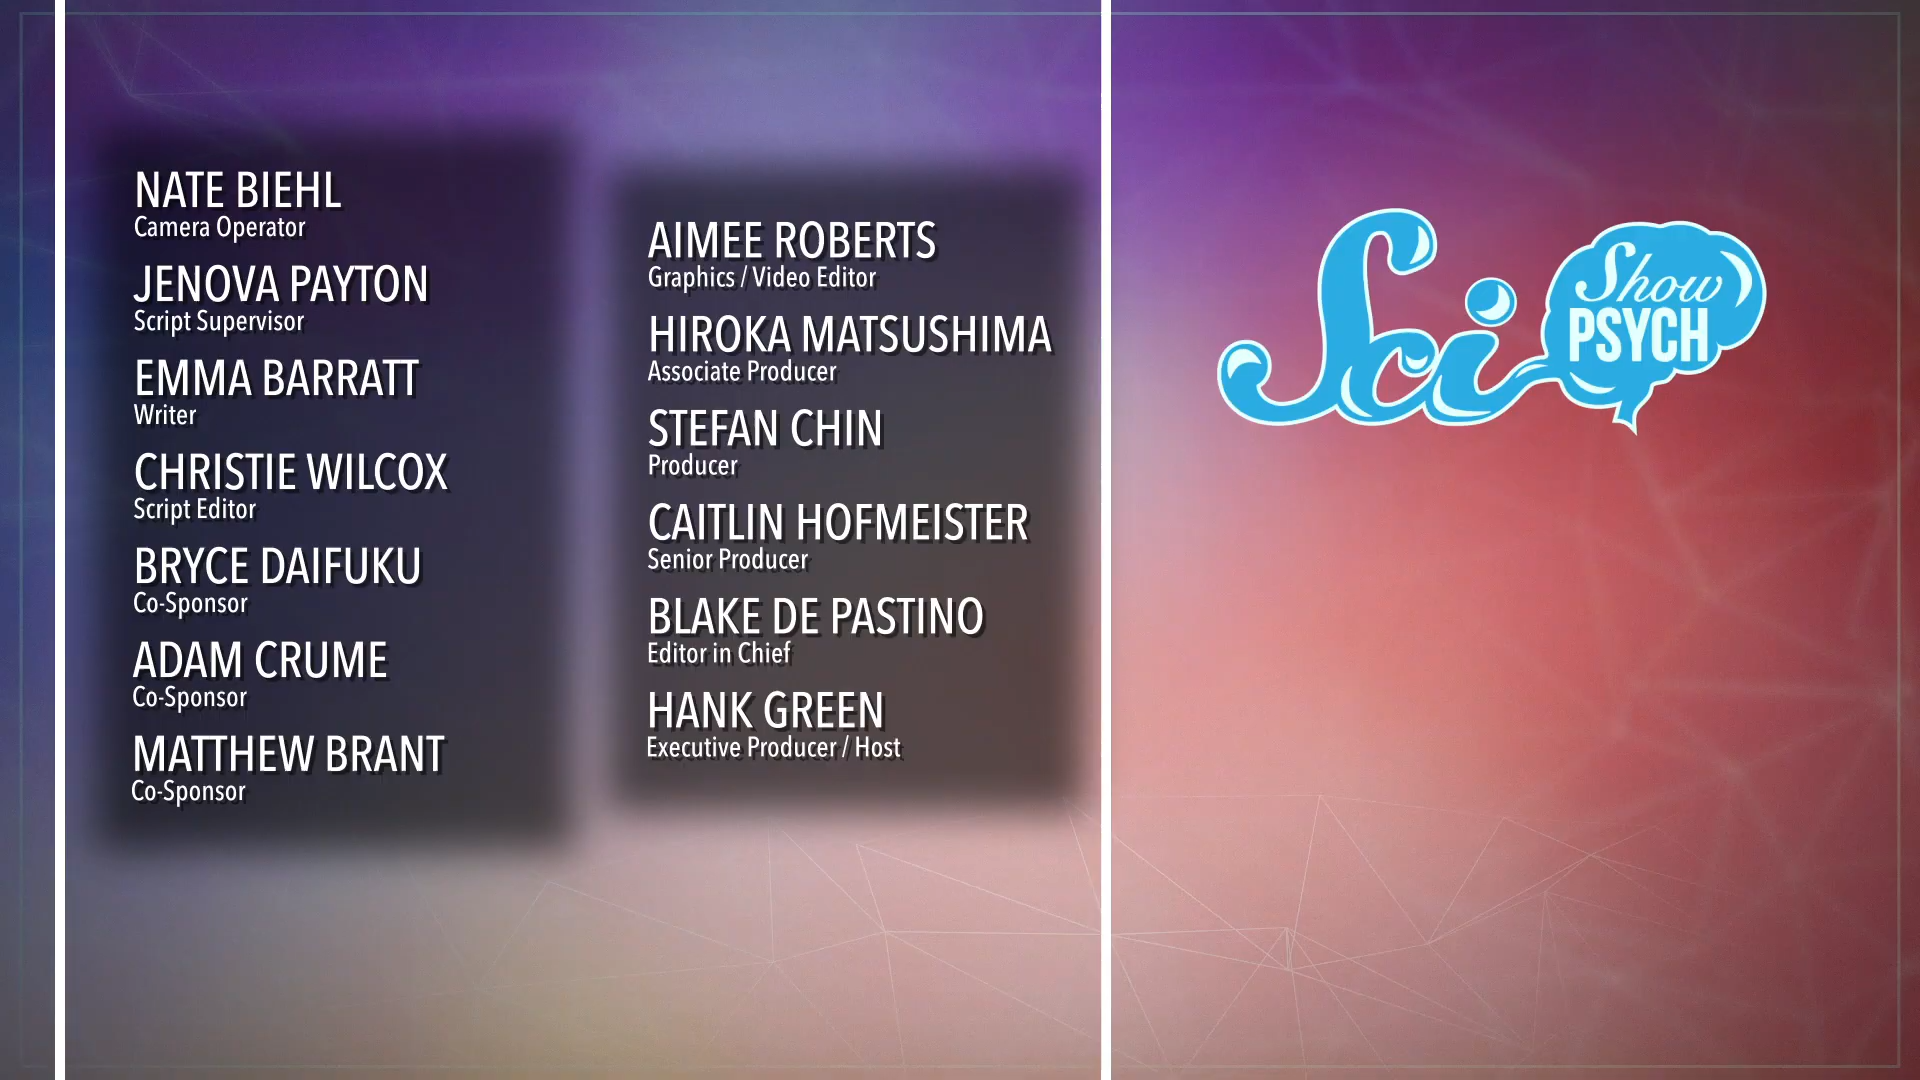 NATE BIEHL
Camera Operator
JENOVA PAYTON
Script Supervisor
EMMA BARRATT
Writer
CHRISTIE WILCOX
Script Editor
BRYCE DAIFUKU
Co-Sponsor
ADAM CRUME
Co-Sponsor
MATTHEW BRANT
Co-Sponsor
AIMEE ROBERTS
Graphics / Video Editor
HIROKA MATSUSHIMA
Associate Producer
STEFAN CHIN
Producer
CAITLIN HOFMEISTER
Senior Producer
BLAKE DE PASTINO
Editor in Chief
HANK GREEN
Executive Producer / Host
Sci
Show
PSYCH